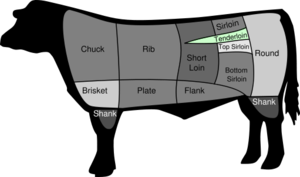 Sirloin
Tenderloin
Top Sirloin
Chuck
Rib
Short
Loin
Round
Bottom
Sirloin
Brisket
Plate
Flank
Shank
Shank